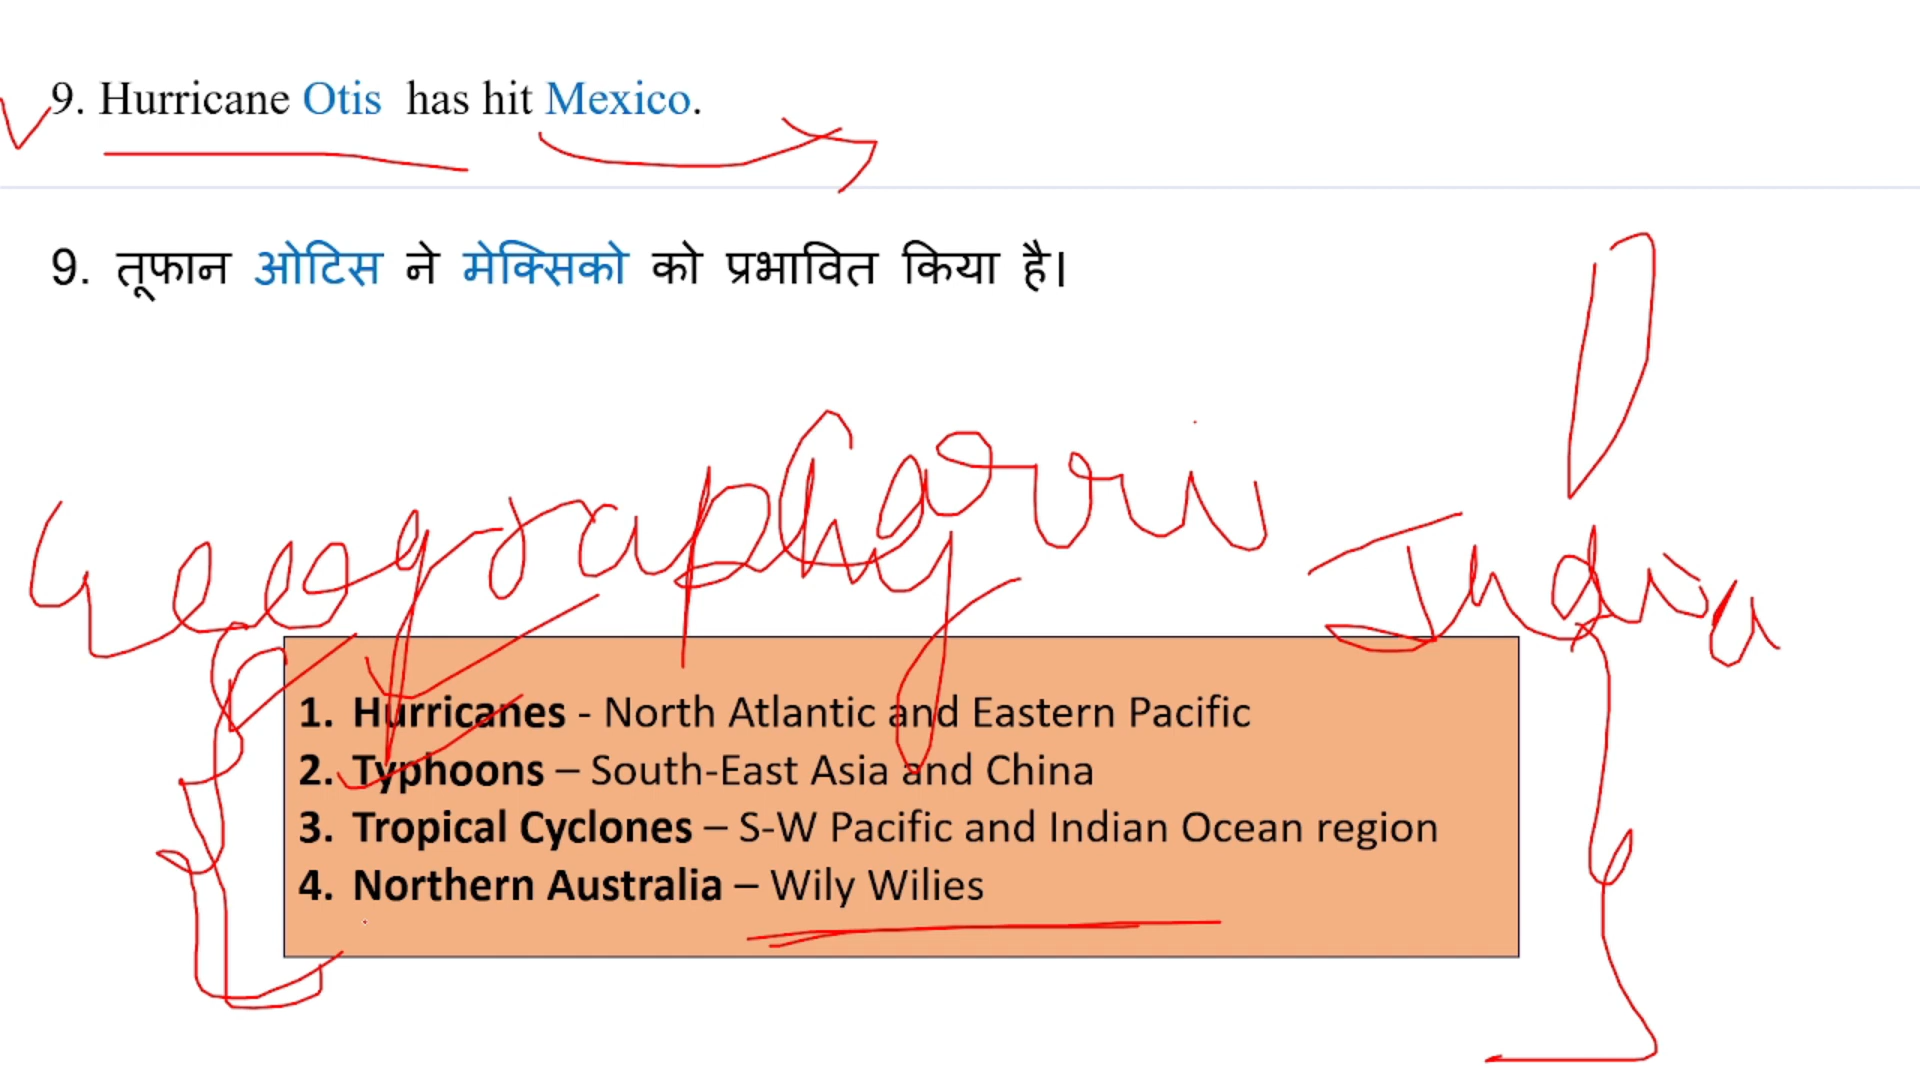 9. Hurricane Otis has hit Mexico.
9. तूफान ओटिस ने मेक्सिको को प्रभावित किया है।
Geography
India
1. Hurricanes - North Atlantic and Eastern Pacific
2. Typhoons – South-East Asia and China
3. Tropical Cyclones – S-W Pacific and Indian Ocean region
4. Northern Australia – Wily Wilies